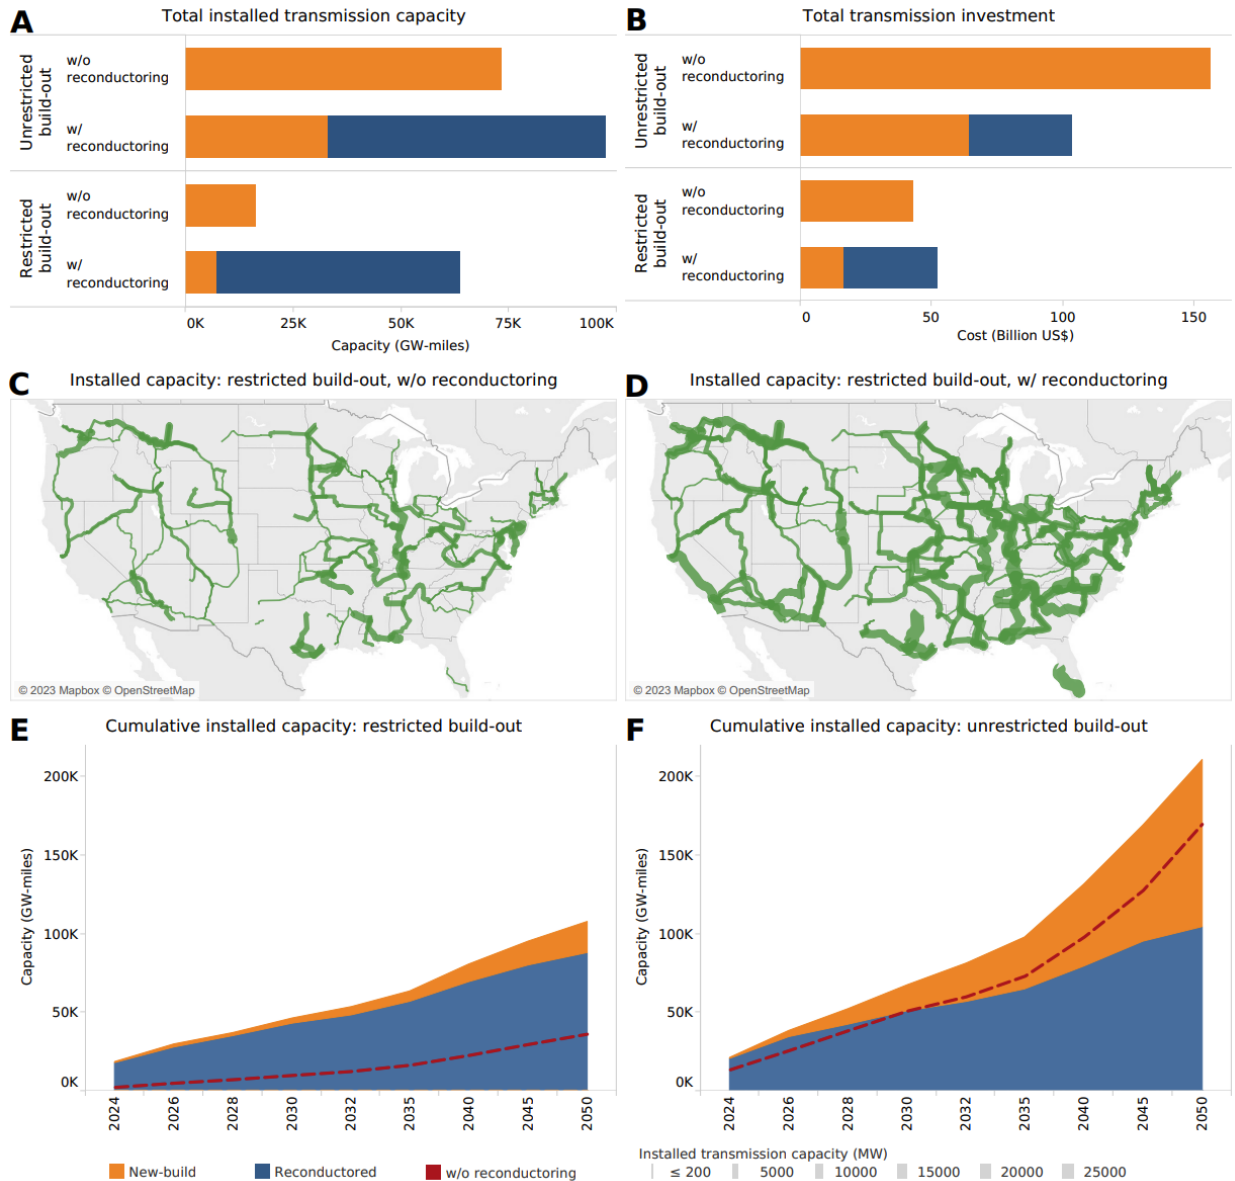 A
Total installed transmission capacity
Unrestricted
build-out
w/o
reconductoring
w/
reconductoring
Restricted
build-out
w/o
reconductoring
w/
reconductoring
0K
25K
50K
75K
100K
Capacity (GW-miles)
B
Total transmission investment
Unrestricted
build-out
w/o
reconductoring
w/
reconductoring
Restricted
build-out
w/o
reconductoring
w/
reconductoring
0
50
100
150
Cost (Billion US$)
C
Installed capacity: restricted build-out, w/o reconductoring
© 2023 Mapbox © OpenStreetMap
D
Installed capacity: restricted build-out, w/ reconductoring
© 2023 Mapbox © OpenStreetMap
E
Cumulative installed capacity: restricted build-out
Capacity (GW-miles)
200K
150K
100K
50K
0K
2024
2026
2028
2030
2032
2035
2040
2045
2050
F
Cumulative installed capacity: unrestricted build-out
Capacity (GW-miles)
200K
150K
100K
50K
0K
2024
2026
2028
2030
2032
2035
2040
2045
2050
New-build
Reconductored
w/o reconductoring
Installed transmission capacity (MW)
≤ 200
5000
10000
15000
20000
25000